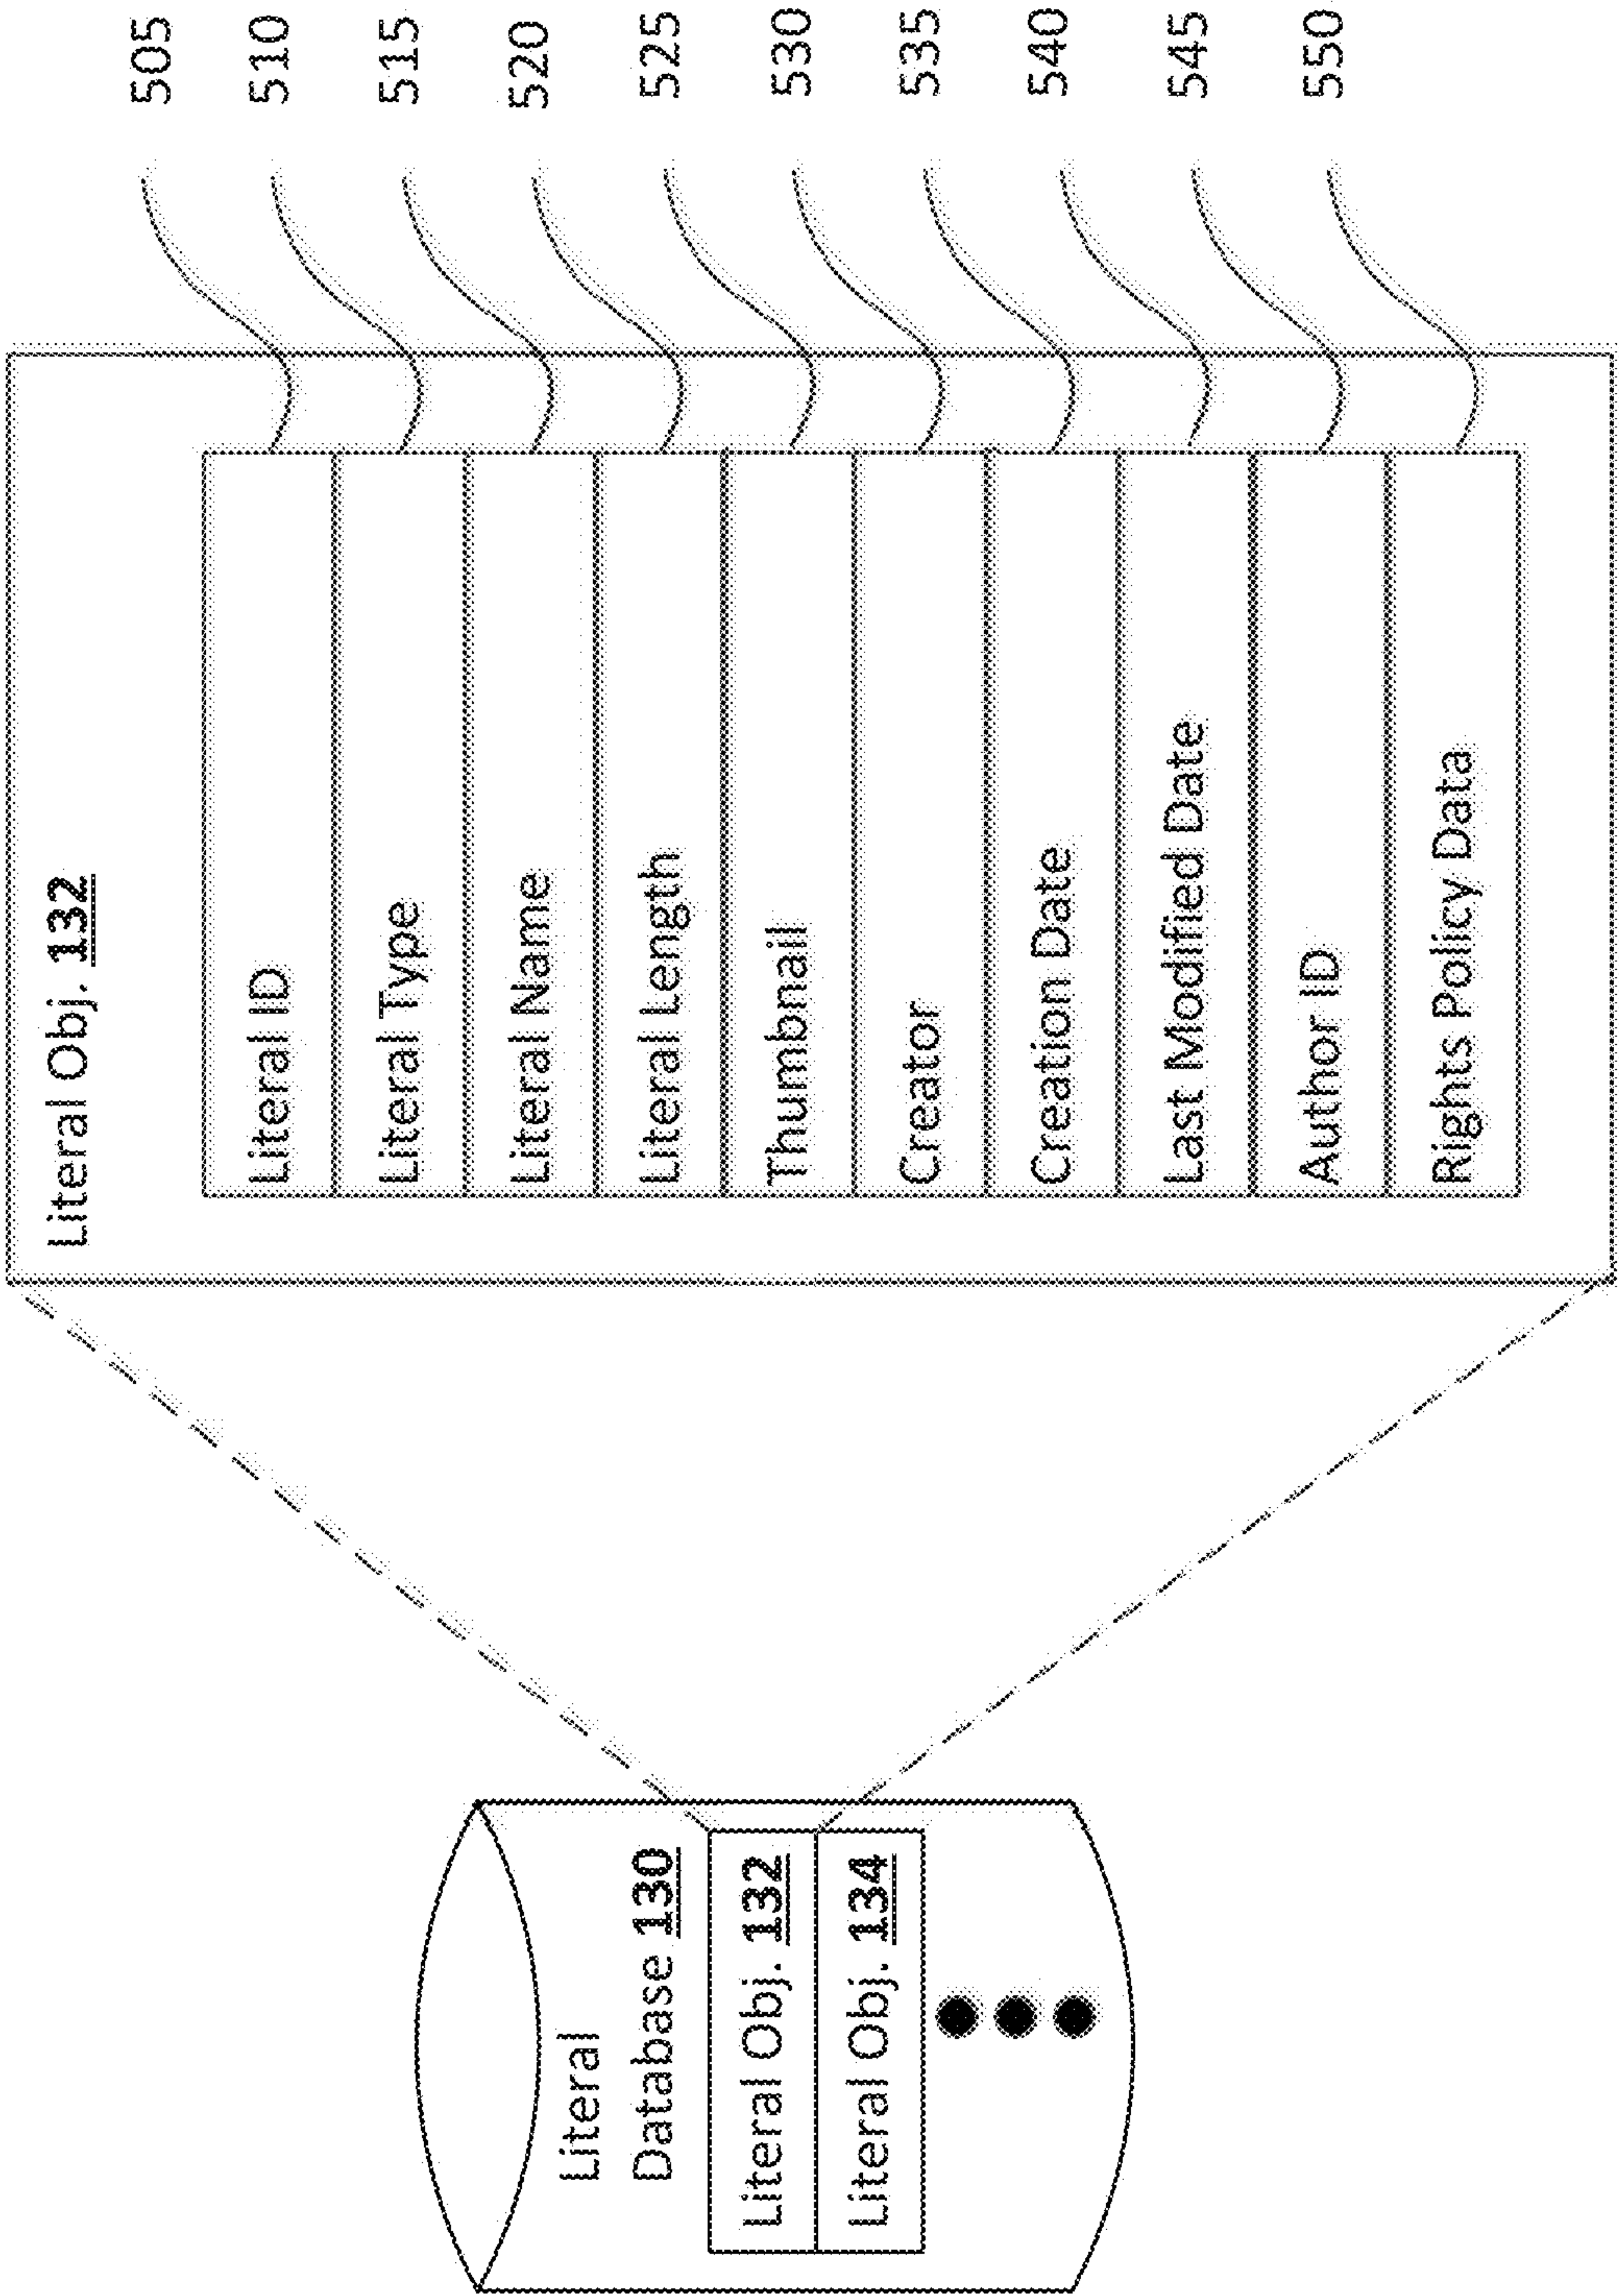 Literal
Database 130
Literal Obj. 132
Literal Obj. 134
Literal Obj. 132
Literal ID
505
Literal Type
510
Literal Name
515
Literal Length
520
Thumbnail
525
Creator
530
Creation Date
535
Last Modified Date
540
Author ID
545
Rights Policy Data
550